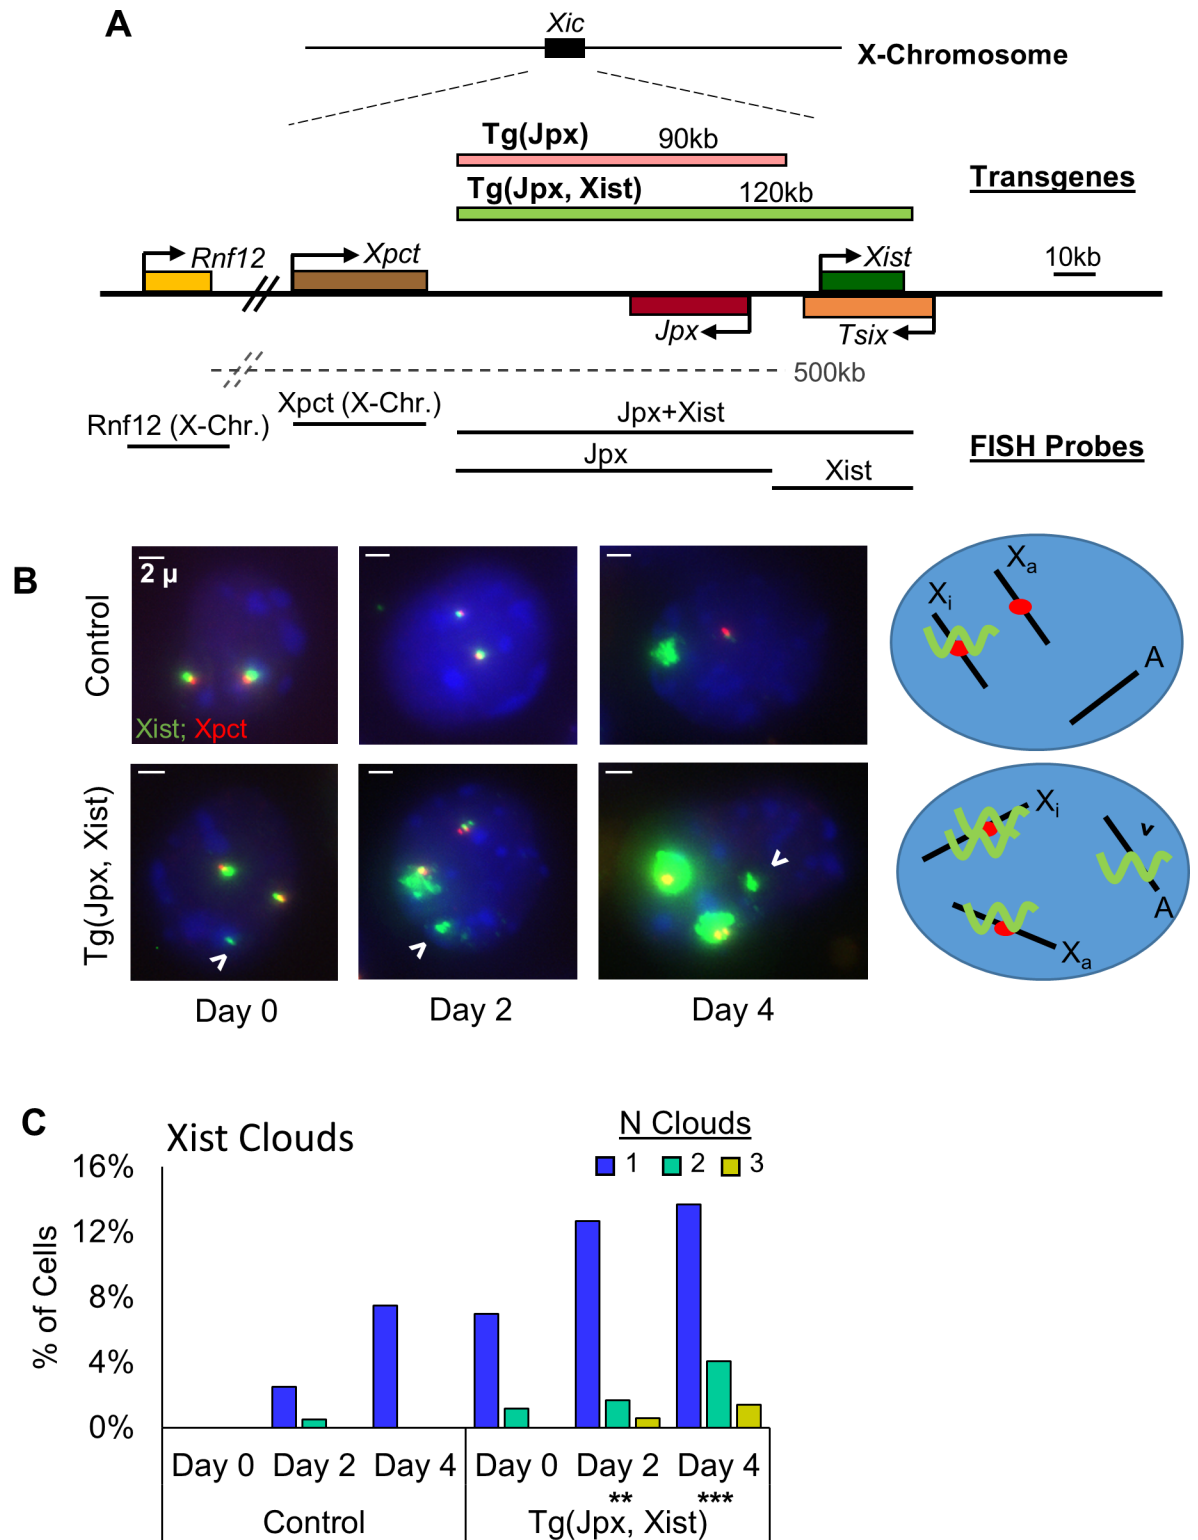 A
Xic
X-Chromosome
Tg(Jpx)
90kb
Tg(Jpx, Xist)
120kb
Transgenes
Rnf12
Xpct
Xist
10kb
Jpx
Tsix
500kb
Xpct (X-Chr.)
Rnf12 (X-Chr.)
Jpx+Xist
Jpx
Xist
FISH Probes
B
Control
2 µ
Xist; Xpct
Xi
Xa
A
Tg(Jpx, Xist)
Xi
A
Xa
Day 0
Day 2
Day 4
C
Xist Clouds
N Clouds
1 2 3
% of Cells
16%
12%
8%
4%
0%
Day 0 Day 2 Day 4 Day 0 Day 2 Day 4
** ***
Control Tg(Jpx, Xist)